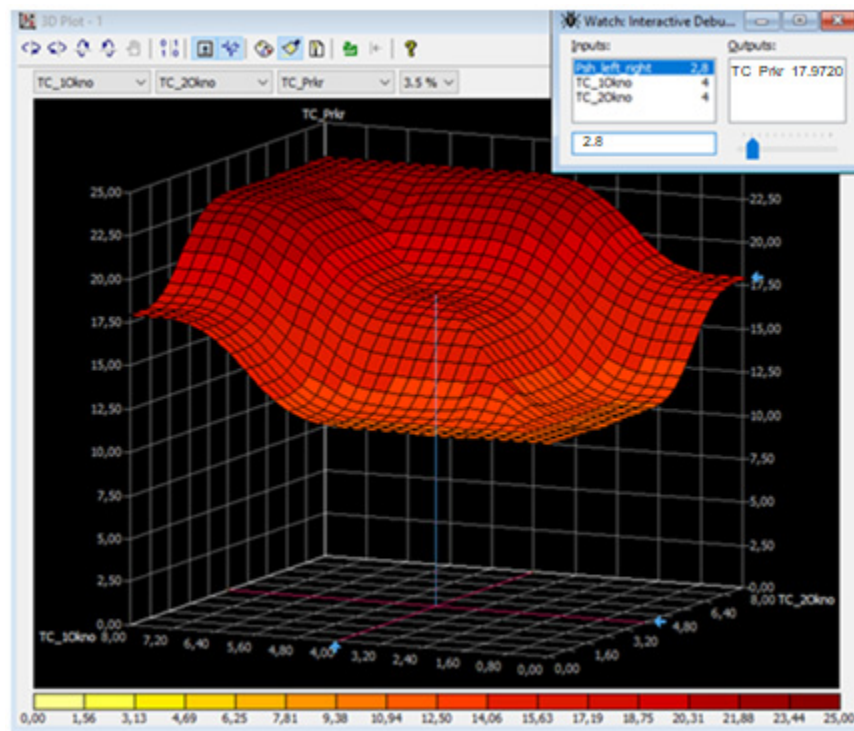 3D Plot - 1
Watch: Interactive Debu...
Inputs:
Outputs:
Psh_left_right 2,8
TC_1Okno 4
TC_2Okno 4
TC Prkr 17.9720
2.8
TC_1Okno TC_2Okno TC_Prkr 3.5 %
TC_Prkr
25,00
22,50
20,00
17,50
15,00
12,50
10,00
7,50
5,00
2,50
0,00
22,50
20,00
17,50
15,00
12,50
10,00
7,50
5,00
2,50
0,00
TC_1Okno 8,00 7,20 6,40 5,60 4,80 4,00 3,20 2,40 1,60 0,80 0,00
0,00 1,60 3,20 4,80 6,40 8,00 TC_2Okno
0,00 1,56 3,13 4,69 6,25 7,81 9,38 10,94 12,50 14,06 15,63 17,19 18,75 20,31 21,88 23,44 25,00